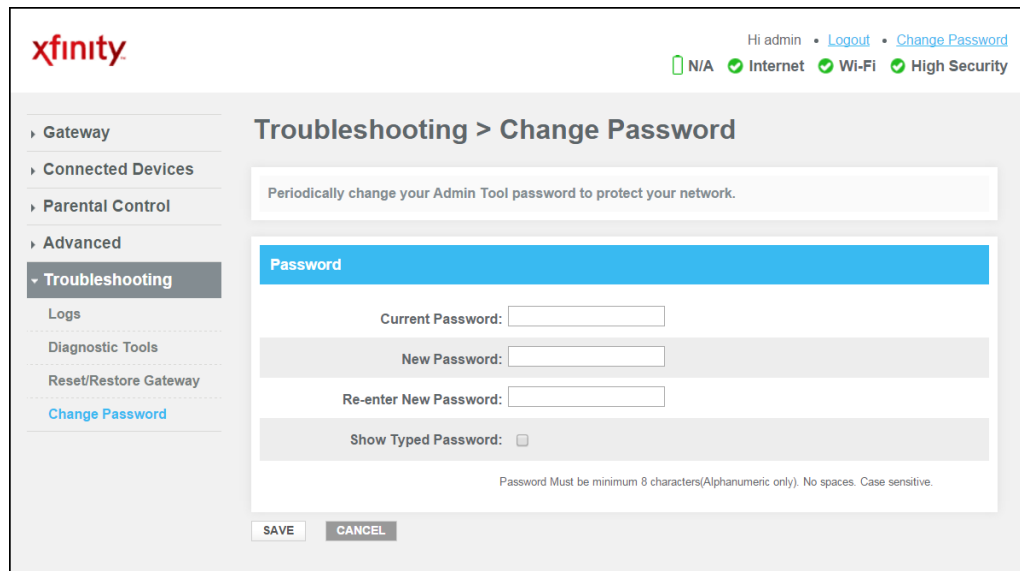 xfinity
Hi admin • Logout • Change Password
N/A Internet Wi-Fi High Security
Gateway
Connected Devices
Parental Control
Advanced
Troubleshooting
Logs
Diagnostic Tools
Reset/Restore Gateway
Change Password
Troubleshooting > Change Password
Periodically change your Admin Tool password to protect your network.
Password
Current Password:
New Password:
Re-enter New Password:
Show Typed Password:
Password Must be minimum 8 characters(Alphanumeric only). No spaces. Case sensitive.
SAVE CANCEL